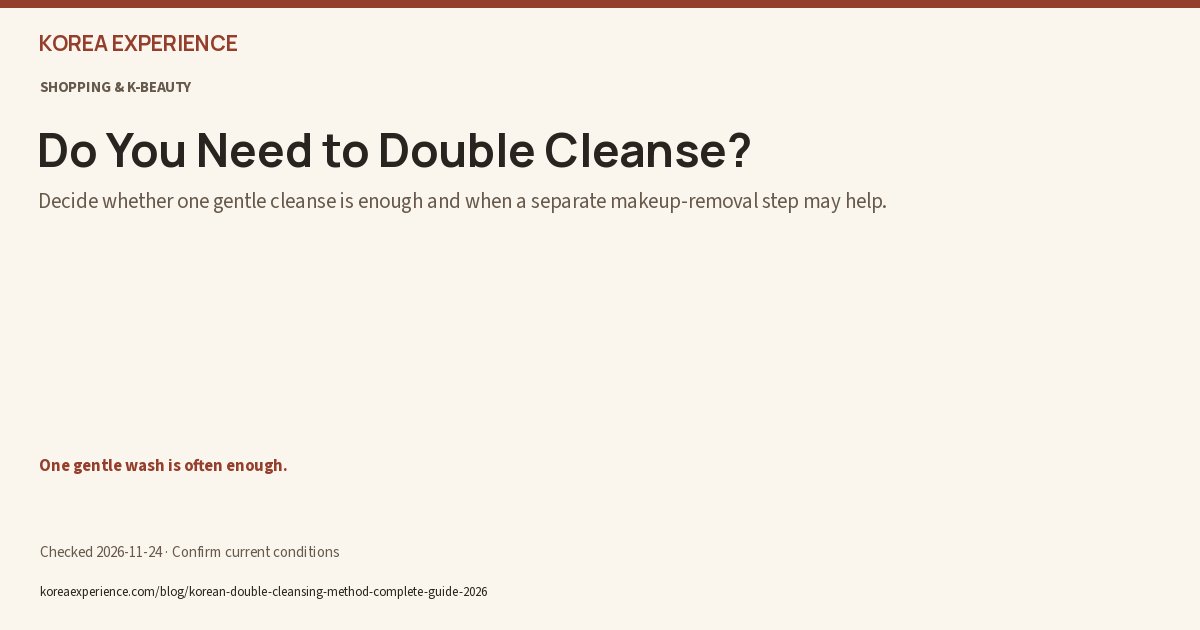 KOREA EXPERIENCE
SHOPPING & K-BEAUTY
Do You Need to Double Cleanse?
Decide whether one gentle cleanse is enough and when a separate makeup-removal step may help.
One gentle wash is often enough.
Checked 2026-11-24 · Confirm current conditions
koreaexperience.com/blog/korean-double-cleansing-method-complete-guide-2026